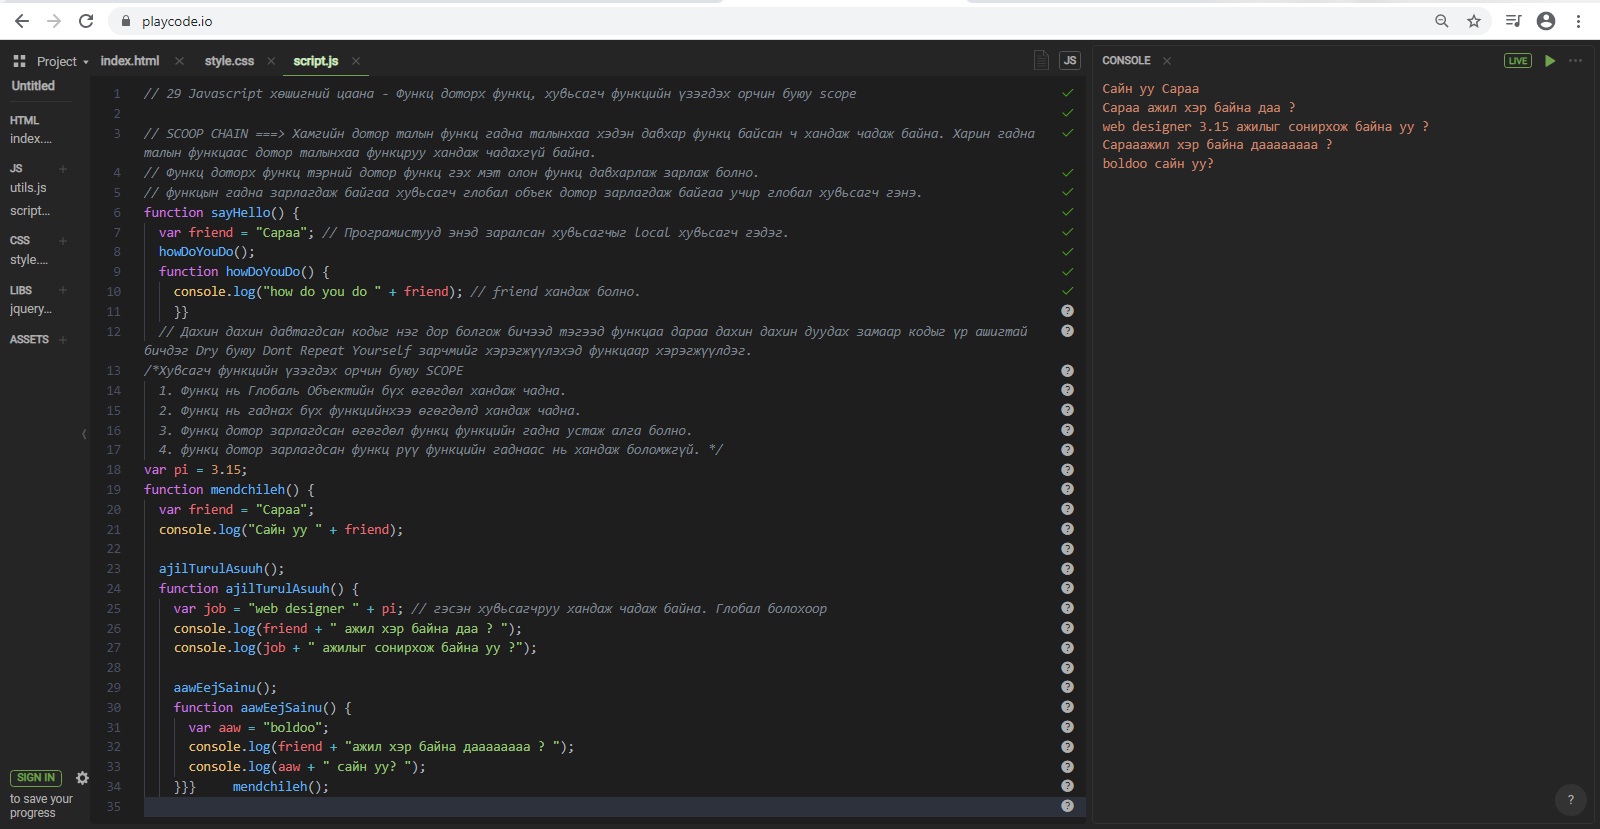 playcode.io
Project
index.html
style.css
script.js
JS
Untitled
HTML
index....
JS
utils.js
script...
CSS
style....
LIBS
jquery...
ASSETS
SIGN IN
to save your
progress
1 // 29 Javascript хөшигний цаана - Функц доторх функц, хувьсагч функцийн үзэгдэх орчин буюу scope
2
3 // SCOOP CHAIN ===> Хамгийн дотор талын функц гадна талынхаа хэдэн давхар функц байсан ч хандаж чадаж байна. Харин гадна
малын функцаас дотор малынхаа функцруу хандаж чадахгүй байна.
4 // Функц доторх функц тэрний дотор функц гэх мэт олон функц давхарлаж зарлаж болно.
5 // функцын гадна зарлагдаж байгаа хувьсагч глобал объек дотор зарлагдаж байгаа учир глобал хувьсагч гэнэ.
6 function sayHello() {
7 var friend = "Сараа"; // Програмистууд энэд заралсан хувьсагчыг local хувьсагч гэдэг.
8 howDoYouDo();
9 function howDoYouDo() {
10 console.log("how do you do " + friend); // friend хандаж болно.
11 }}
12 // Дахин дахин давтагдсан кодыг нэг дор болгож бичээд тэгээд функцаа дараа дахин дахин дуудах замаар кодыг үр ашигтай
бичдэг Dry буюу Dont Repeat Yourself зарчмийг хэрэгжүүлэхэд функцаар хэрэгжүүлдэг.
13 /*Хувсагч функцийн үзэгдэх орчин буюу SCOPE
14 1. Функц нь Глобаль Объектийн бүх өгөгдөл хандаж чадна.
15 2. Функц нь гаднах бүх функцийнхээ өгөгдөлд хандаж чадна.
16 3. Функц дотор зарлагдсан өгөгдөл функц функцийн гадна устаж алга болно.
17 4. функц дотор зарлагдсан функц рүү функцийн гаднаас нь хандаж боломжгүй. */
18 var pi = 3.15;
19 function mendchileh() {
20 var friend = "Сараа";
21 console.log("Сайн уу " + friend);
22
23 ajilTurulAsuuh();
24 function ajilTurulAsuuh() {
25 var job = "web designer " + pi; // гэсэн хувьсагчруу хандаж чадаж байна. Глобал болохоор
26 console.log(friend + " ажил хэр байна даа ? ");
27 console.log(job + " ажилыг сонирхож байна уу ?");
28
29 aawEejSainu();
30 function aawEejSainu() {
31 var aaw = "boldoo";
32 console.log(friend + "ажил хэр байна даааааааа ? ");
33 console.log(aaw + " сайн уу? ");
34 }}} mendchileh();
35
CONSOLE
LIVE
Сайн уу Сараа
Сараа ажил хэр байна даа ?
web designer 3.15 ажилыг сонирхож байна уу ?
Сарааажил хэр байна даааааааа ?
boldoo сайн уу?